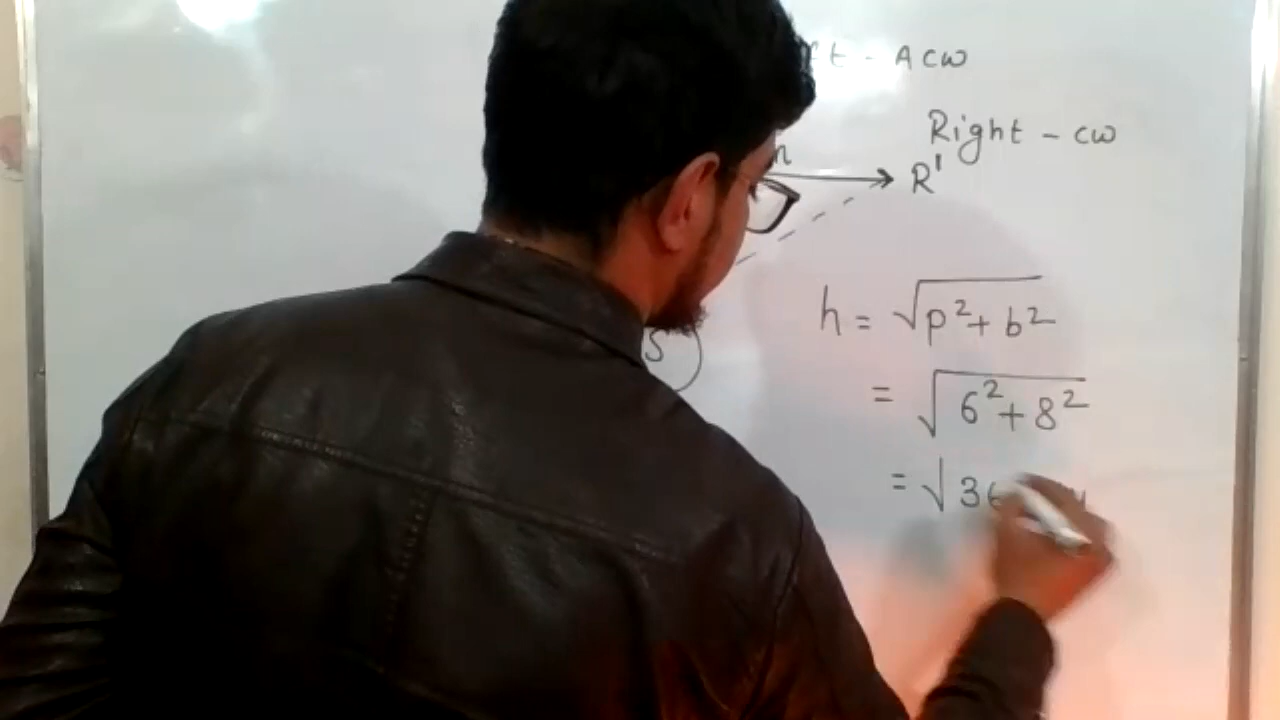 - ACW
Right - CW
R'
S
h = √p²+ b²
= √6²+8²
= √36